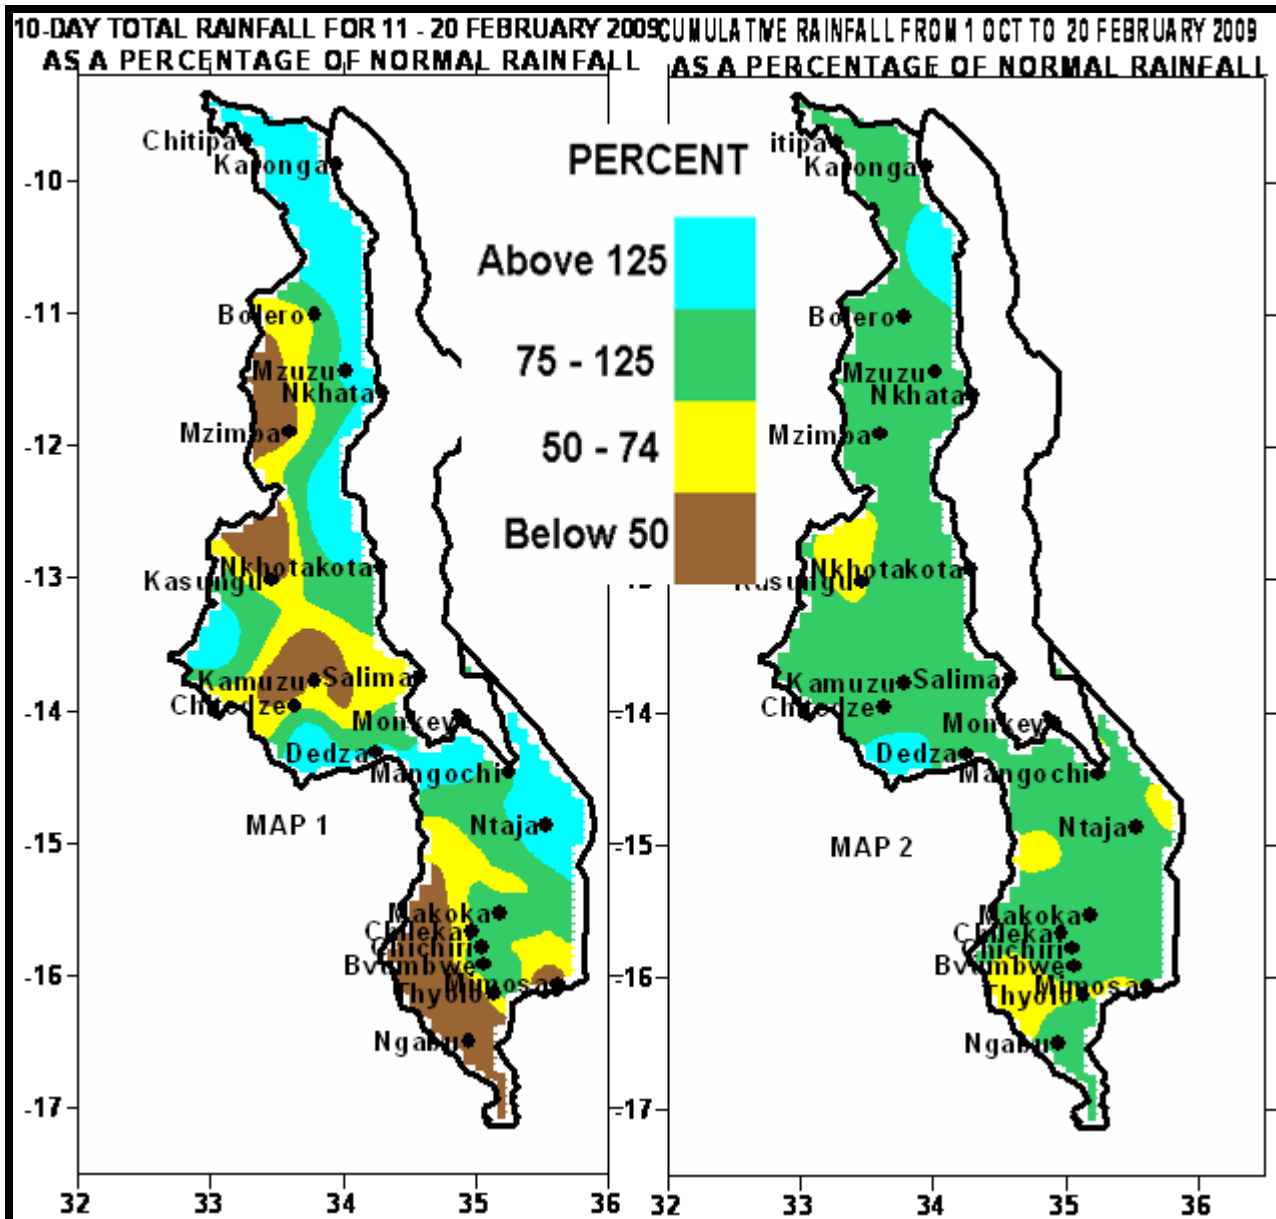 10-DAY TOTAL RAINFALL FOR 11 - 20 FEBRUARY 2009
AS A PERCENTAGE OF NORMAL RAINFALL
CUMULATIVE RAINFALL FROM 1 OCT TO 20 FEBRUARY 2009
AS A PERCENTAGE OF NORMAL RAINFALL
PERCENT
Above 125
75 - 125
50 - 74
Below 50
Chitipa
Karonga
Bolero
Mzuzu
Nkhata
Mzimba
Nkhotakota
Kasungu
Kamuzu
Salima
Chitedze
Monkey
Dedza
Mangochi
MAP 1
Ntaja
Makoka
Chileka
Chichiri
Bvumbwe
Mimosa
Thyolo
Ngabu
-10
-11
-12
-13
-14
-15
-16
-17
32
33
34
35
36
itipa
Karonga
Bolero
Mzuzu
Nkhata
Mzimba
Nkhotakota
Kasungu
Kamuzu
Salima
Chitedze
Monkey
Dedza
Mangochi
MAP 2
Ntaja
Makoka
Chileka
Chichiri
Bvumbwe
Mimosa
Thyolo
Ngabu
-14
-15
-16
-17
32
33
34
35
36